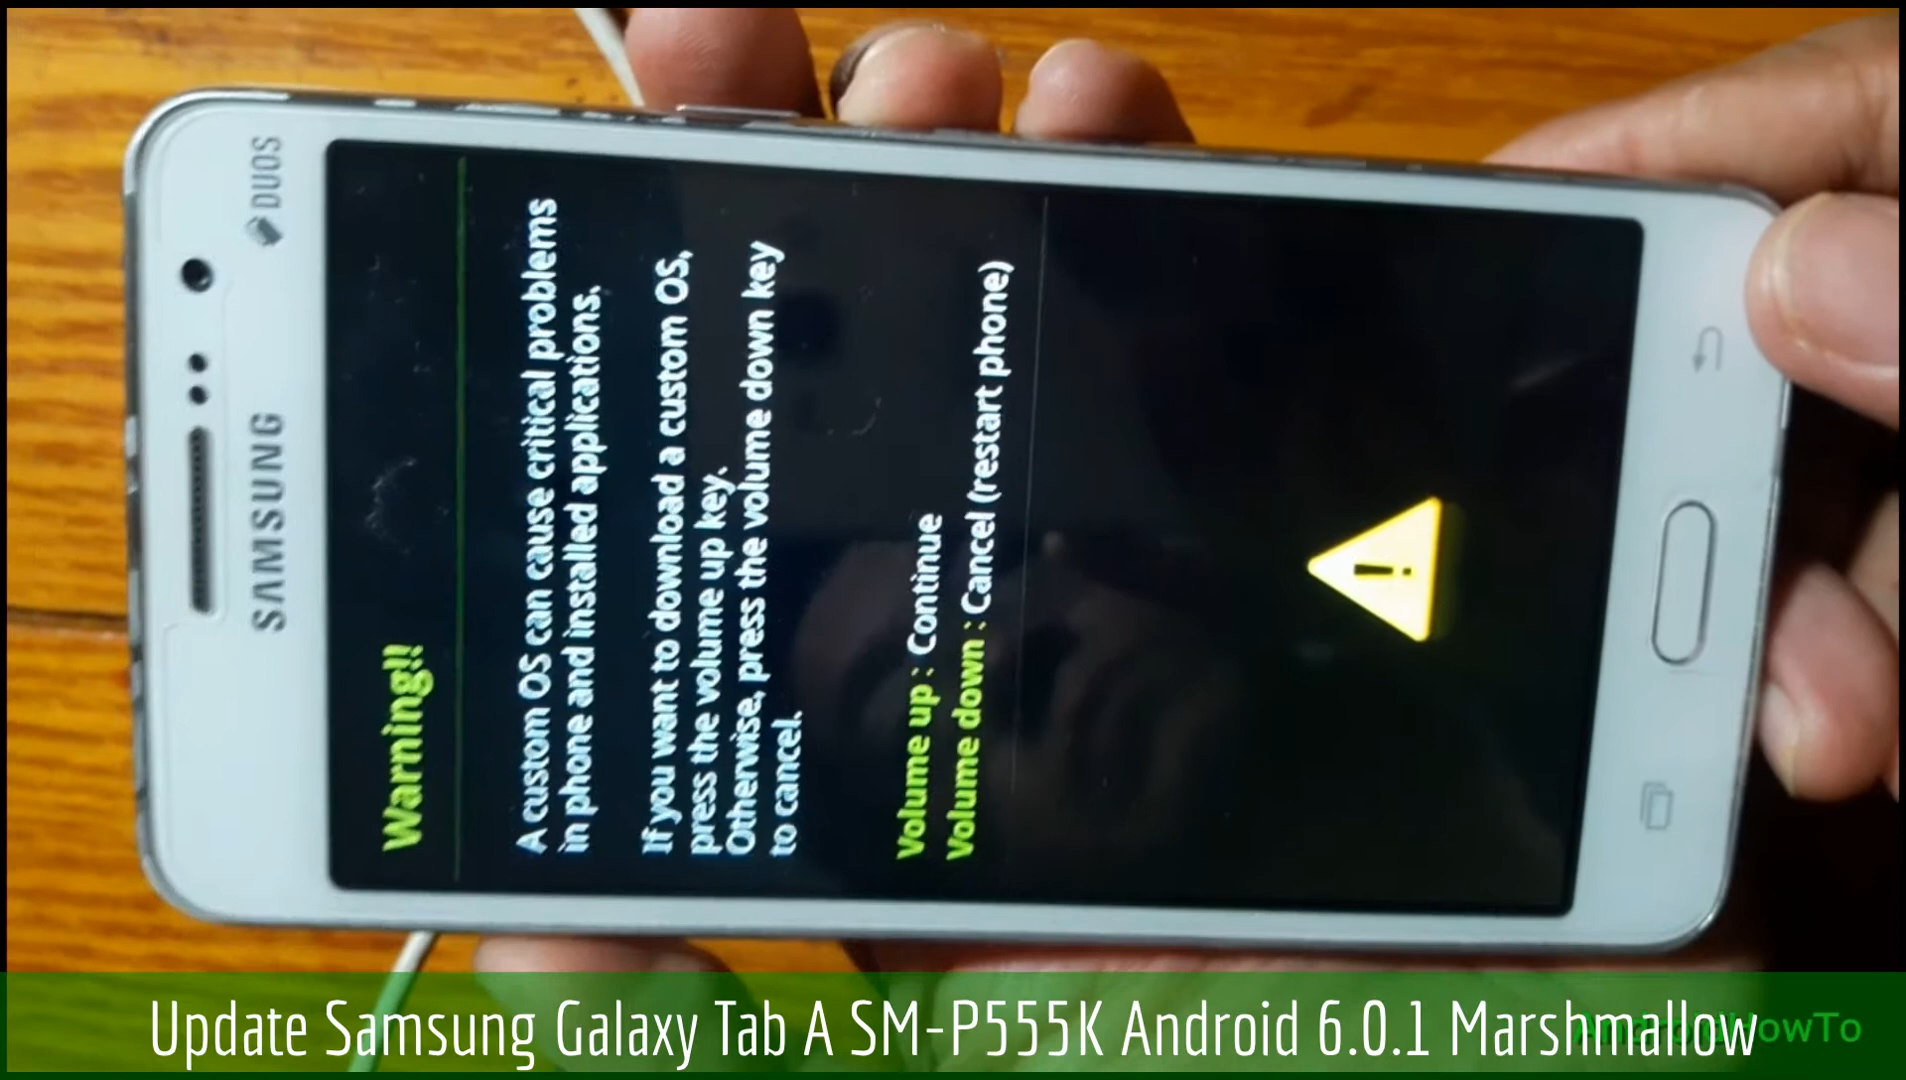 SAMSUNG
DUOS
Warning!!
A custom OS can cause critical problems
in phone and installed applications.
If you want to download a custom OS,
press the volume up key.
Otherwise, press the volume down key
to cancel.
Volume up : Continue
Volume down : Cancel (restart phone)
Update Samsung Galaxy Tab A SM-P555K Android 6.0.1 Marshmallow
AndroidHowTo